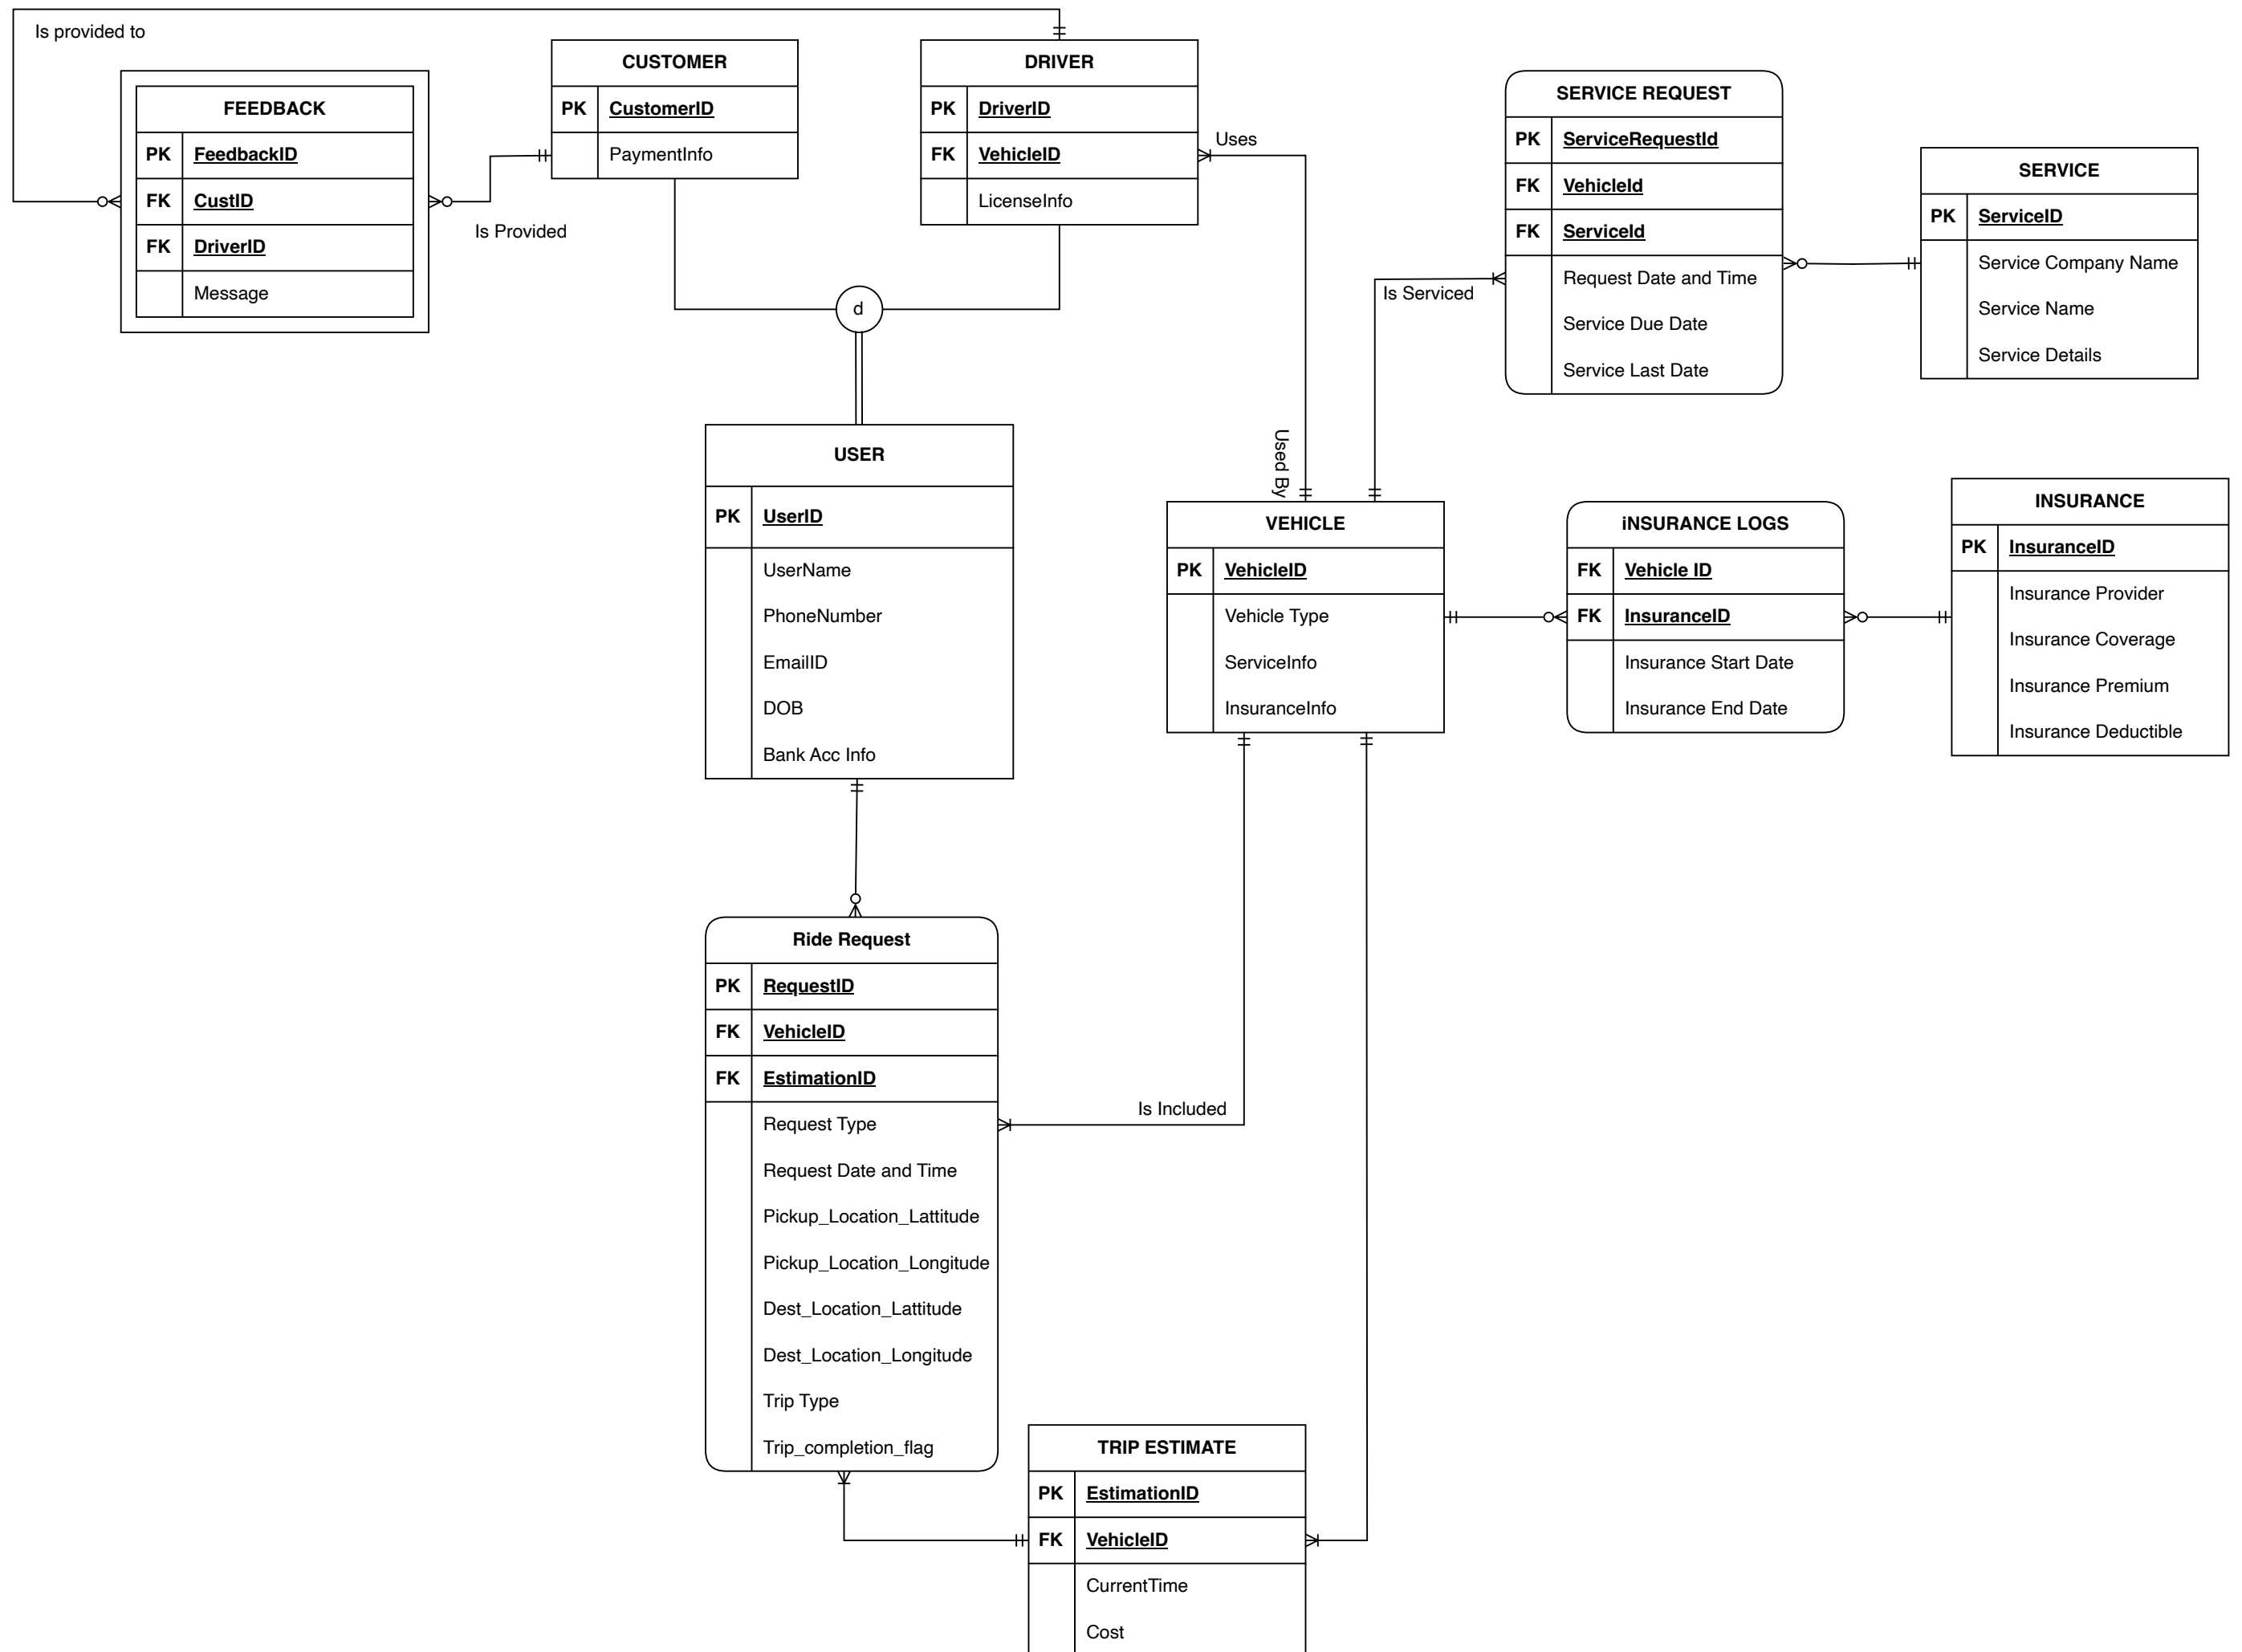 Is provided to
FEEDBACK
PK FeedbackID
FK CustID
FK DriverID
Message
Is Provided
CUSTOMER
PK CustomerID
PaymentInfo
DRIVER
PK DriverID
FK VehicleID
LicenseInfo
Uses
d
SERVICE REQUEST
PK ServiceRequestId
FK VehicleId
FK ServiceId
Request Date and Time
Service Due Date
Service Last Date
Is Serviced
SERVICE
PK ServiceID
Service Company Name
Service Name
Service Details
USER
PK UserID
UserName
PhoneNumber
EmailID
DOB
Bank Acc Info
Used By
VEHICLE
PK VehicleID
Vehicle Type
ServiceInfo
InsuranceInfo
iNSURANCE LOGS
FK Vehicle ID
FK InsuranceID
Insurance Start Date
Insurance End Date
INSURANCE
PK InsuranceID
Insurance Provider
Insurance Coverage
Insurance Premium
Insurance Deductible
Ride Request
PK RequestID
FK VehicleID
FK EstimationID
Request Type
Request Date and Time
Pickup_Location_Lattitude
Pickup_Location_Longitude
Dest_Location_Lattitude
Dest_Location_Longitude
Trip Type
Trip_completion_flag
Is Included
TRIP ESTIMATE
PK EstimationID
FK VehicleID
CurrentTime
Cost